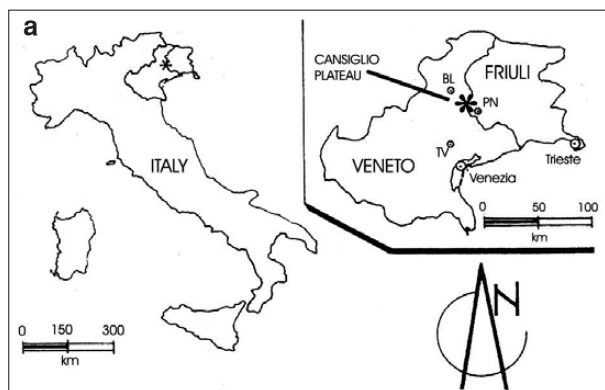 a
CANSIGLIO
PLATEAU
BL
FRIULI
PN
ITALY
TV
VENETO
Venezia
Trieste
0 50 100
km
0 150 300
km
N